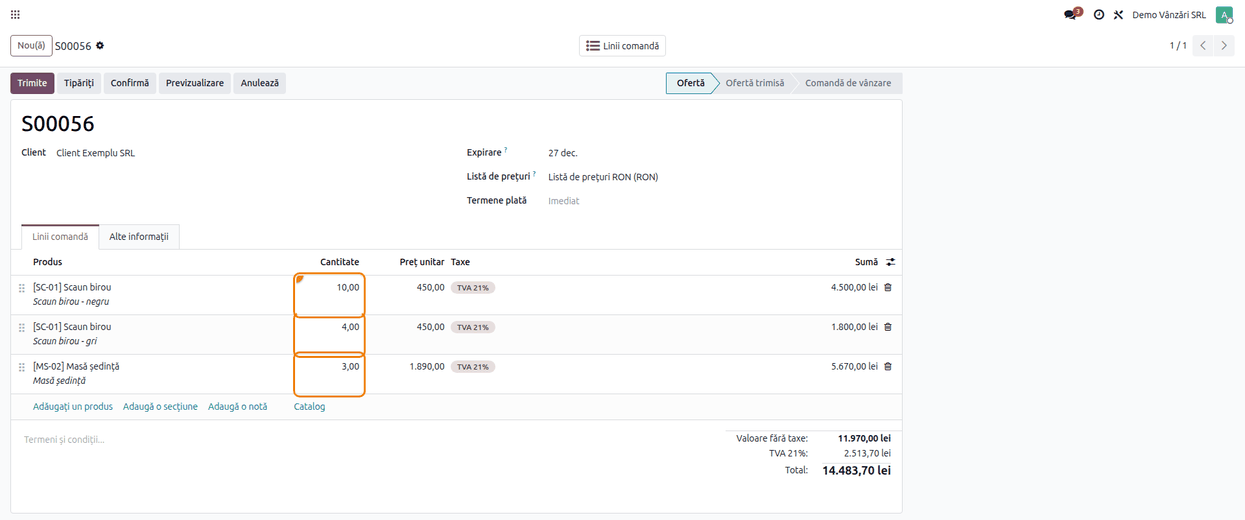 3 Demo Vânzări SRL A
Nou(ă) S00056 Linii comandă 1 / 1
Trimite Tipăriți Confirmă Previzualizare Anulează Ofertă Ofertă trimisă Comandă de vânzare
S00056
Client Client Exemplu SRL Expirare ? 27 dec.
Listă de prețuri ? Listă de prețuri RON (RON)
Termene plată Imediat
Linii comandă Alte informații
Produs Cantitate Preț unitar Taxe Sumă
[SC-01] Scaun birou 10,00 450,00 TVA 21% 4.500,00 lei
Scaun birou - negru
[SC-01] Scaun birou 4,00 450,00 TVA 21% 1.800,00 lei
Scaun birou - gri
[MS-02] Masă ședință 3,00 1.890,00 TVA 21% 5.670,00 lei
Masă ședință
Adăugați un produs Adaugă o secțiune Adaugă o notă Catalog
Termeni și condiții... Valoare fără taxe: 11.970,00 lei
TVA 21%: 2.513,70 lei
Total: 14.483,70 lei